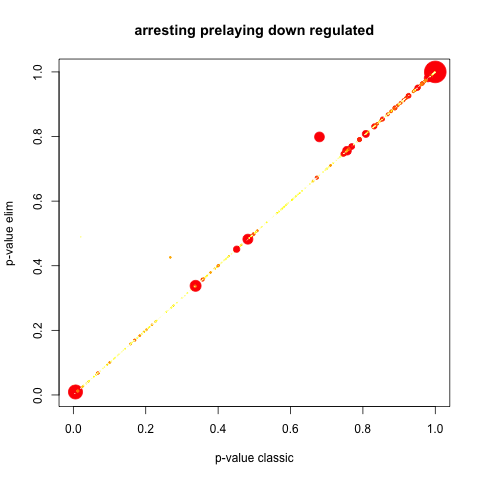 arresting prelaying down regulated
p-value elim
1.0
0.8
0.6
0.4
0.2
0.0
0.0 0.2 0.4 0.6 0.8 1.0
p-value classic